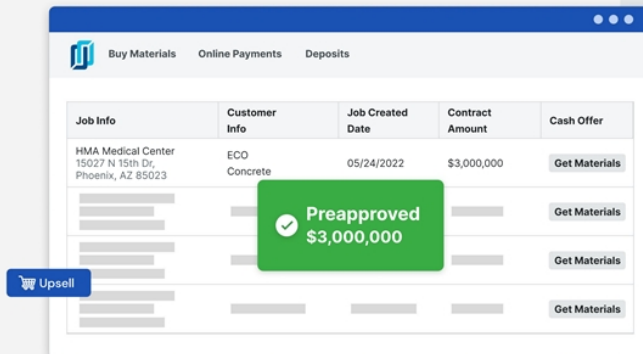 Buy Materials Online Payments Deposits
Job Info Customer Info Job Created Date Contract Amount Cash Offer
HMA Medical Center
15027 N 15th Dr,
Phoenix, AZ 85023
ECO
Concrete
05/24/2022
$3,000,000
Get Materials
Preapproved
$3,000,000
Get Materials
Get Materials
Upsell
Get Materials